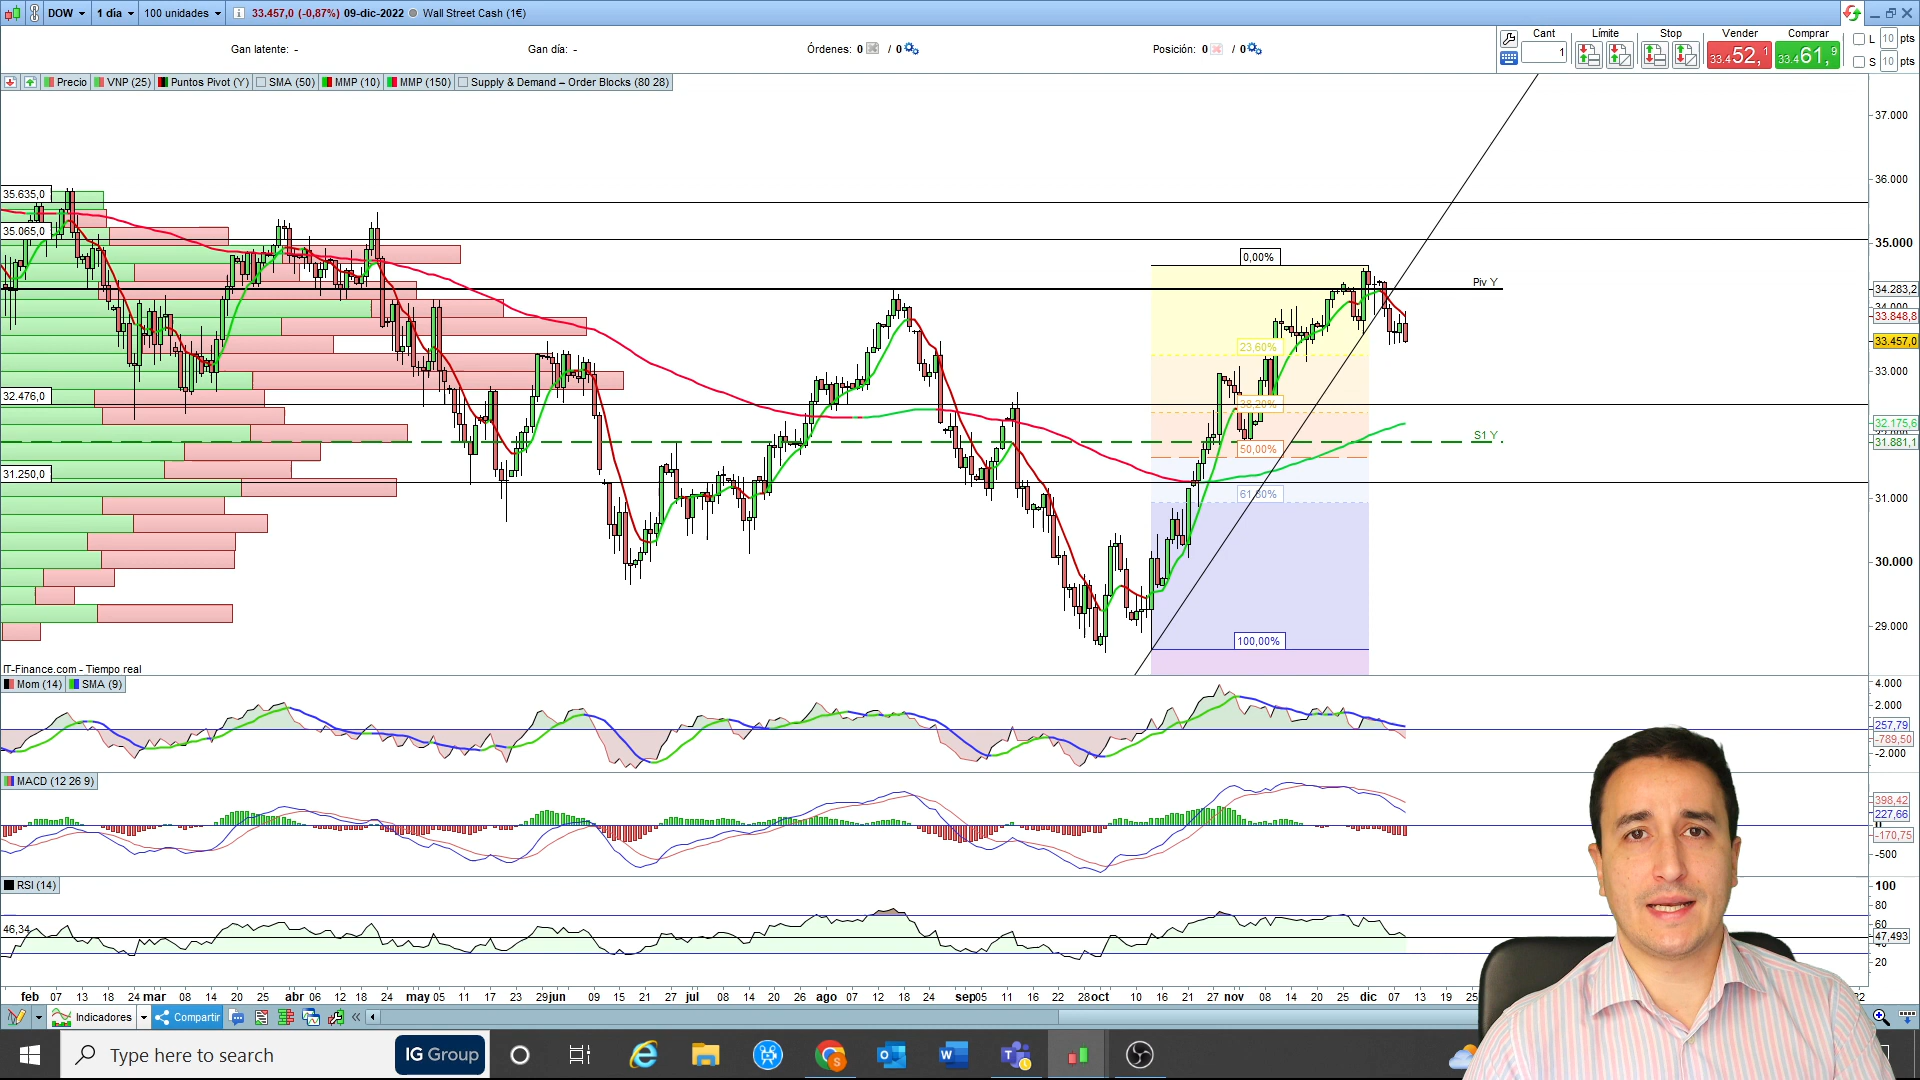 DOW 1 día 100 unidades 33.457,0 (-0,87%) 09-dic-2022 Wall Street Cash (1€)
Gan latente: - Gan día: - Órdenes: 0 / 0 Posición: 0 / 0
Cant Límite Stop Vender Comprar
1 33.452,1 33.461,9
L 10 pts
S 10 pts
Precio VNP (25) Puntos Pivot (Y) SMA (50) MMP (10) MMP (150) Supply & Demand – Order Blocks (80 28)
37.000
36.000
35.635,0
35.065,0
35.000
0,00%
Piv Y
34.283,2
34.000
33.848,8
33.457,0
23,60%
33.000
32.476,0
38,20%
32.175,6
S1 Y
31.881,1
50,00%
31.250,0
61,80%
31.000
30.000
29.000
100,00%
IT-Finance.com - Tiempo real
Mom (14) SMA (9)
4.000
2.000
257,79
-789,50
-2.000
MACD (12 26 9)
398,42
227,66
-170,75
-500
RSI (14)
100
80
60
46,34
47,493
20
feb 07 13 18 24 mar 08 14 20 25 abr 06 12 18 24 may 05 11 17 23 29 jun 09 15 21 27 jul 08 14 20 26 ago 07 12 18 24 sep 05 11 16 22 28 oct 10 16 21 27 nov 08 14 20 25 dic 07 13 19 25
Indicadores Compartir
Type here to search IG Group